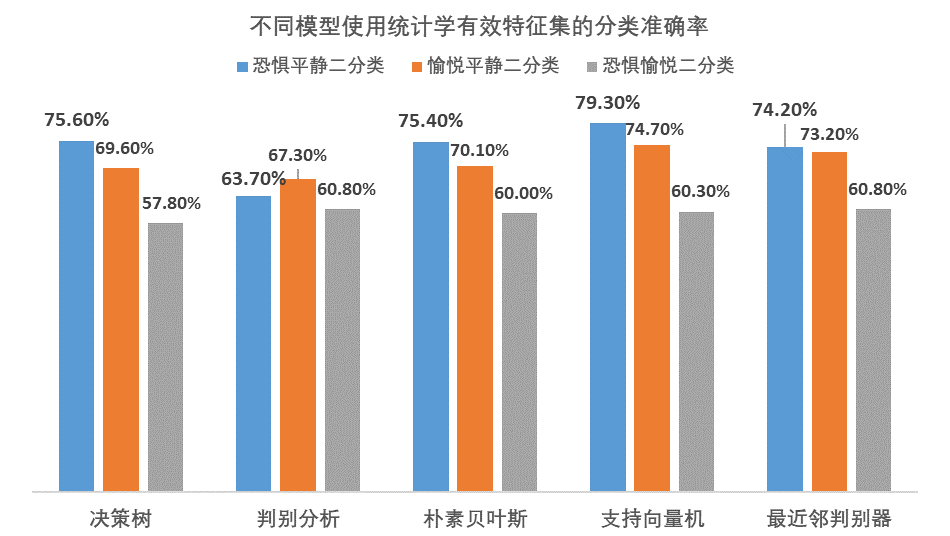 不同模型使用统计学有效特征集的分类准确率
恐惧平静二分类 愉悦平静二分类 恐惧愉悦二分类
75.60% 69.60% 57.80%
63.70% 67.30% 60.80%
75.40% 70.10% 60.00%
79.30% 74.70% 60.30%
74.20% 73.20% 60.80%
决策树 判别分析 朴素贝叶斯 支持向量机 最近邻判别器